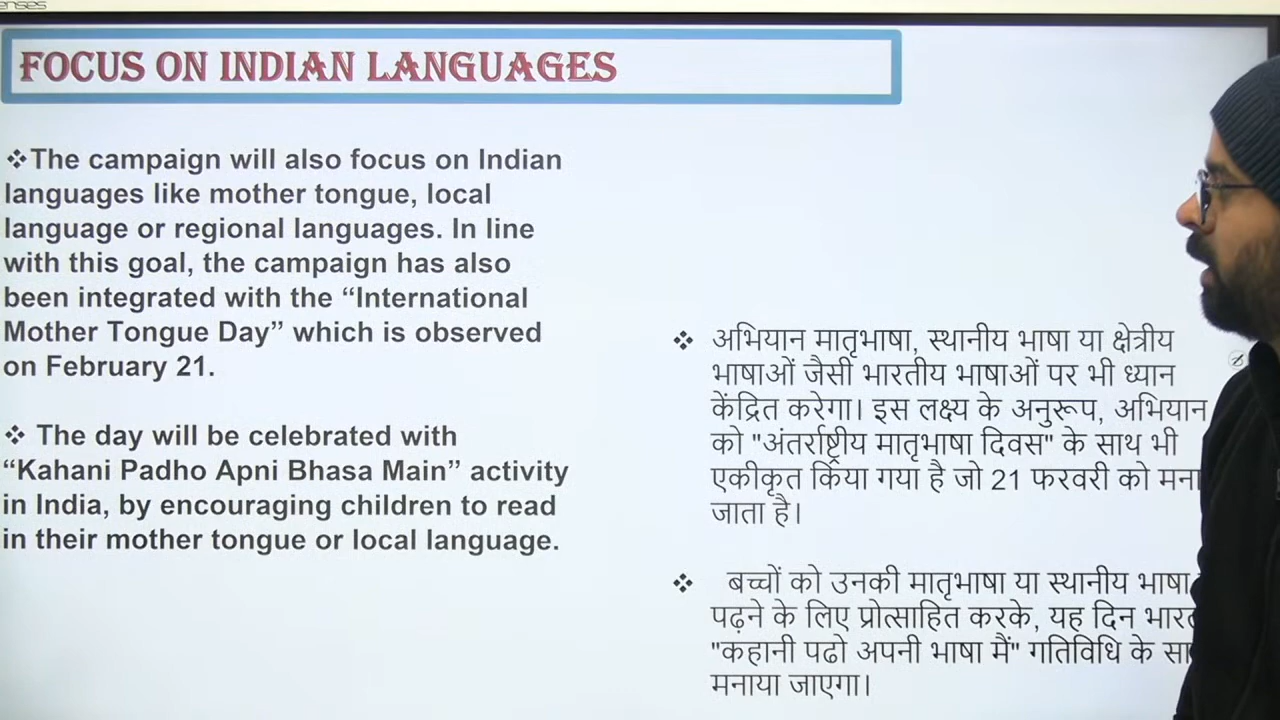 enses
FOCUS ON INDIAN LANGUAGES
❖The campaign will also focus on Indian
languages like mother tongue, local
language or regional languages. In line
with this goal, the campaign has also
been integrated with the “International
Mother Tongue Day” which is observed
on February 21.
❖ The day will be celebrated with
“Kahani Padho Apni Bhasa Main” activity
in India, by encouraging children to read
in their mother tongue or local language.
❖ अभियान मातृभाषा, स्थानीय भाषा या क्षेत्रीय
भाषाओं जैसी भारतीय भाषाओं पर भी ध्यान
केंद्रित करेगा। इस लक्ष्य के अनुरूप, अभियान
को "अंतर्राष्ट्रीय मातृभाषा दिवस" के साथ भी
एकीकृत किया गया है जो 21 फरवरी को मना
जाता है।
❖ बच्चों को उनकी मातृभाषा या स्थानीय भाषा
पढ़ने के लिए प्रोत्साहित करके, यह दिन भारत
"कहानी पढो अपनी भाषा मैं" गतिविधि के सा
मनाया जाएगा।